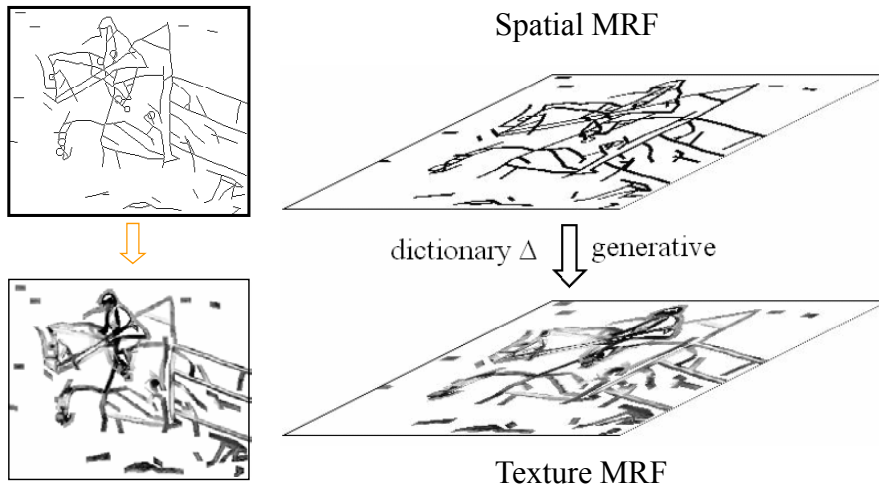 Spatial MRF
dictionary Δ generative
Texture MRF